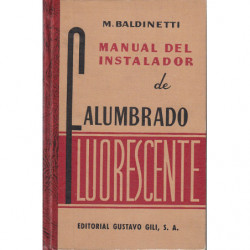 M. BALDINETTI
MANUAL DEL
INSTALADOR
de
ALUMBRADO
FLUORESCENTE
EDITORIAL GUSTAVO GILI, S. A.